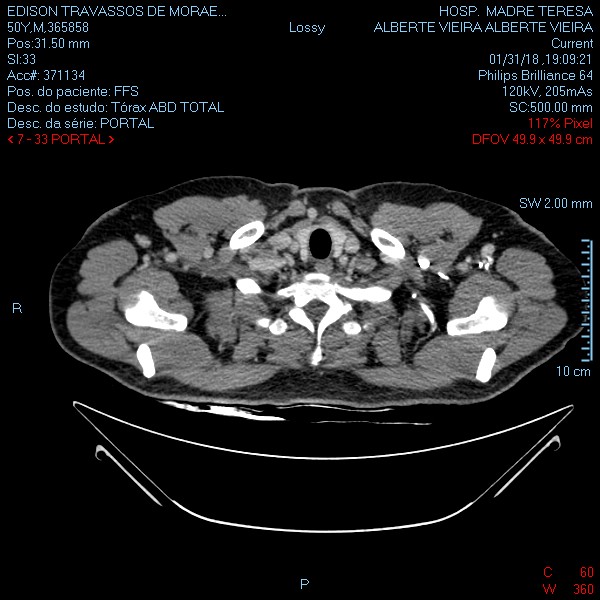 EDISON TRAVASSOS DE MORAE...
50Y,M,365858
Pos:31.50 mm
SI:33
Acc#: 371134
Pos. do paciente: FFS
Desc. do estudo: Tórax ABD TOTAL
Desc. da série: PORTAL
< 7 - 33 PORTAL >
Lossy
HOSP. MADRE TERESA
ALBERTE VIEIRA ALBERTE VIEIRA
Current
01/31/18 ,19:09:21
Philips Brilliance 64
120kV, 205mAs
SC:500.00 mm
117% Pixel
DFOV 49.9 x 49.9 cm
SW 2.00 mm
R
10 cm
P
C 60
W 360